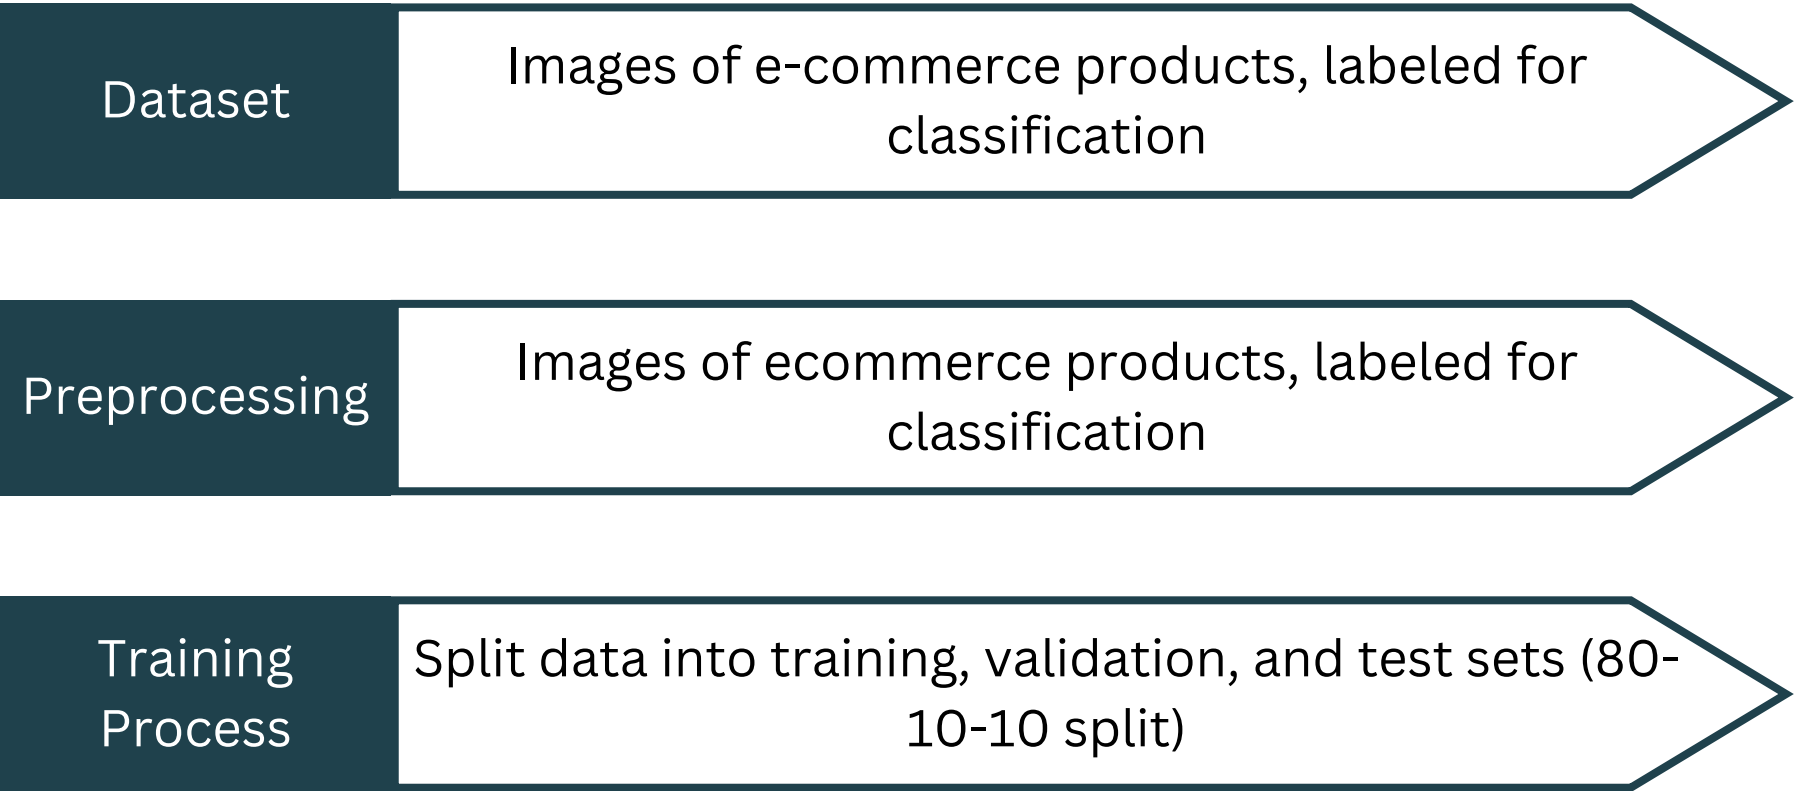 Dataset
Images of e-commerce products, labeled for
classification
Preprocessing
Images of ecommerce products, labeled for
classification
Training
Process
Split data into training, validation, and test sets (80-
10-10 split)